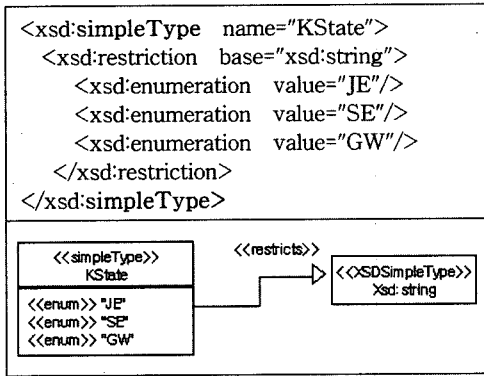 <xsd:simpleType name="KState">
<xsd:restriction base="xsd:string">
<xsd:enumeration value="JE"/>
<xsd:enumeration value="SE"/>
<xsd:enumeration value="GW"/>
</xsd:restriction>
</xsd:simpleType>
<<simpleType>>
KState
<<enum>> "JE"
<<enum>> "SE"
<<enum>> "GW"
<<restricts>>
<<XSDSimpleType>>
Xsd: string